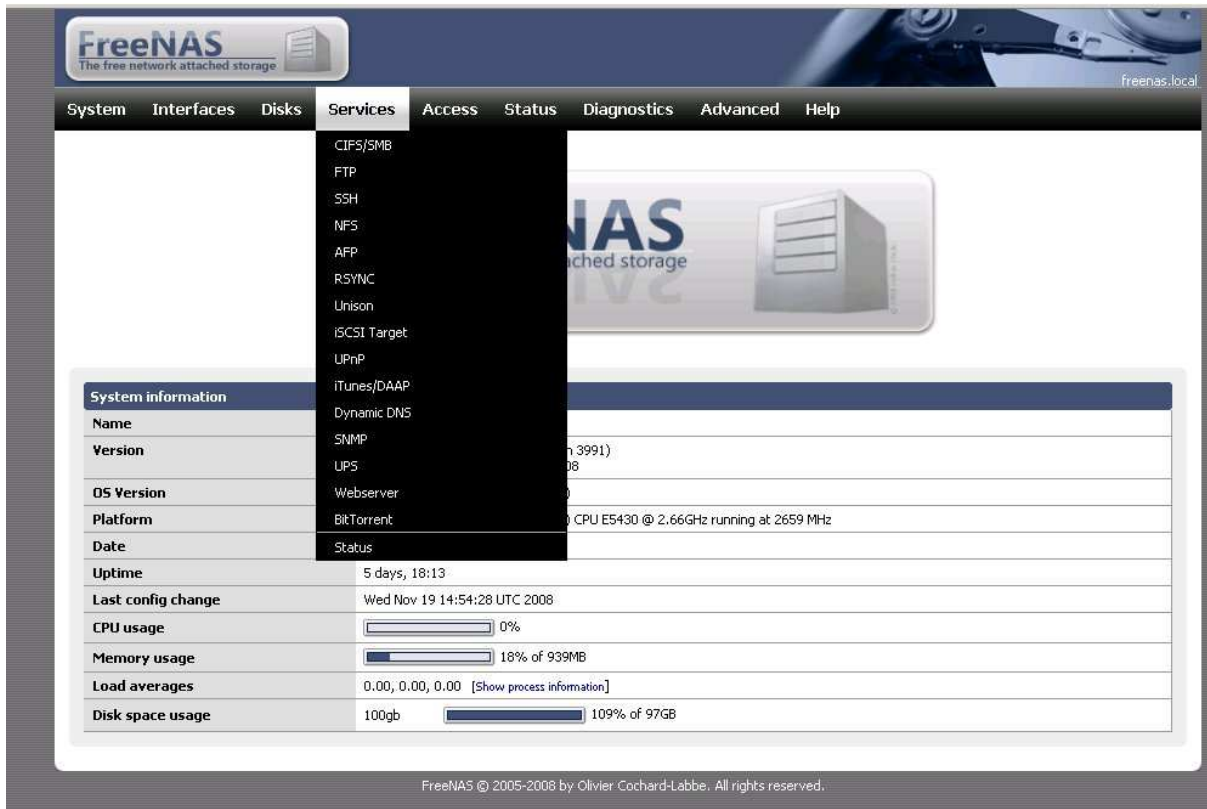 FreeNAS
The free network attached storage
freenas.local
System Interfaces Disks Services Access Status Diagnostics Advanced Help
CIFS/SMB
FTP
SSH
NFS
AFP
RSYNC
Unison
iSCSI Target
UPnP
iTunes/DAAP
Dynamic DNS
SNMP
UPS
Webserver
BitTorrent
Status
NAS
ached storage
System information
Name
Version 3991)
08
OS Version )
Platform ) CPU E5430 @ 2.66GHz running at 2659 MHz
Date
Uptime 5 days, 18:13
Last config change Wed Nov 19 14:54:28 UTC 2008
CPU usage 0%
Memory usage 18% of 939MB
Load averages 0.00, 0.00, 0.00 [Show process information]
Disk space usage 100gb 109% of 97GB
FreeNAS © 2005-2008 by Olivier Cochard-Labbe. All rights reserved.